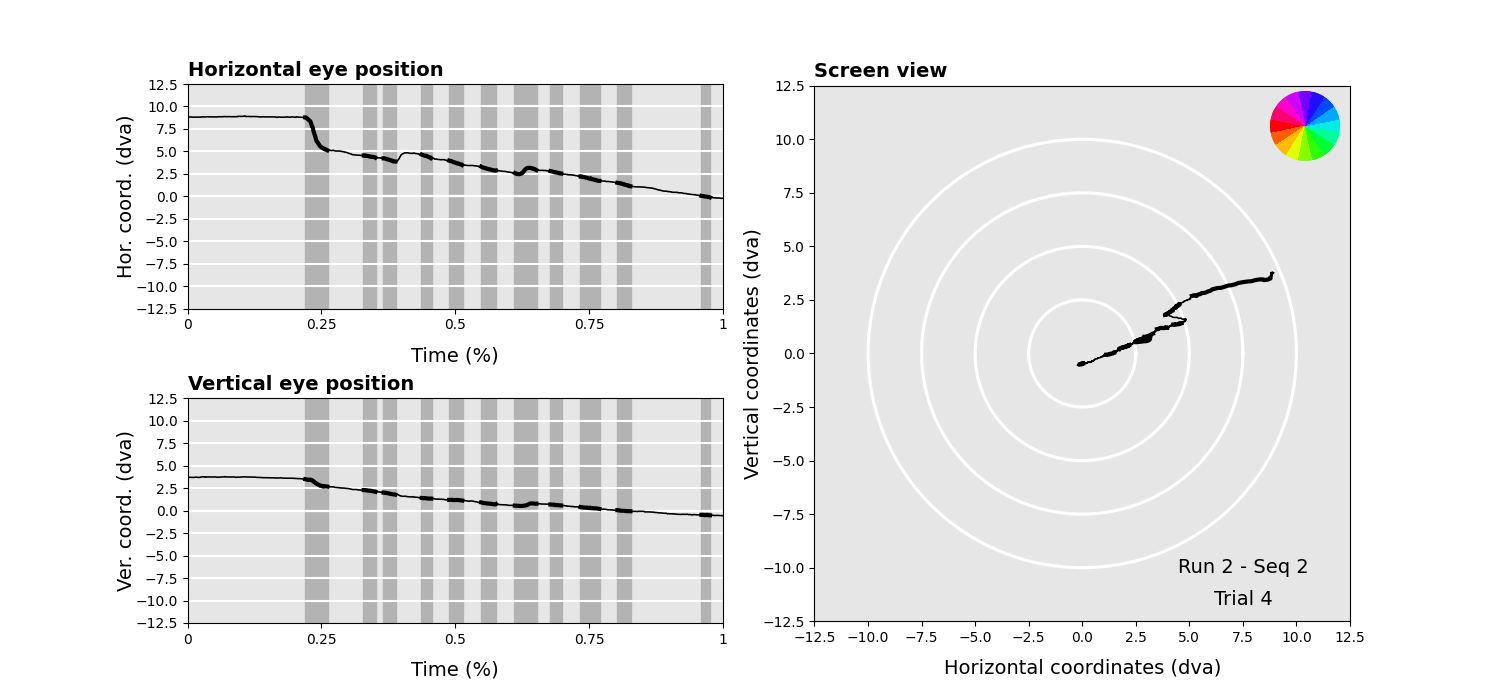 Horizontal eye position
Hor. coord. (dva)
12.5
10.0
7.5
5.0
2.5
0.0
−2.5
−5.0
−7.5
−10.0
−12.5
0 0.25 0.5 0.75 1
Time (%)
Vertical eye position
Ver. coord. (dva)
12.5
10.0
7.5
5.0
2.5
0.0
−2.5
−5.0
−7.5
−10.0
−12.5
0 0.25 0.5 0.75 1
Time (%)
Screen view
Vertical coordinates (dva)
12.5
10.0
7.5
5.0
2.5
0.0
−2.5
−5.0
−7.5
−10.0
−12.5
Run 2 - Seq 2
Trial 4
−12.5 −10.0 −7.5 −5.0 −2.5 0.0 2.5 5.0 7.5 10.0 12.5
Horizontal coordinates (dva)